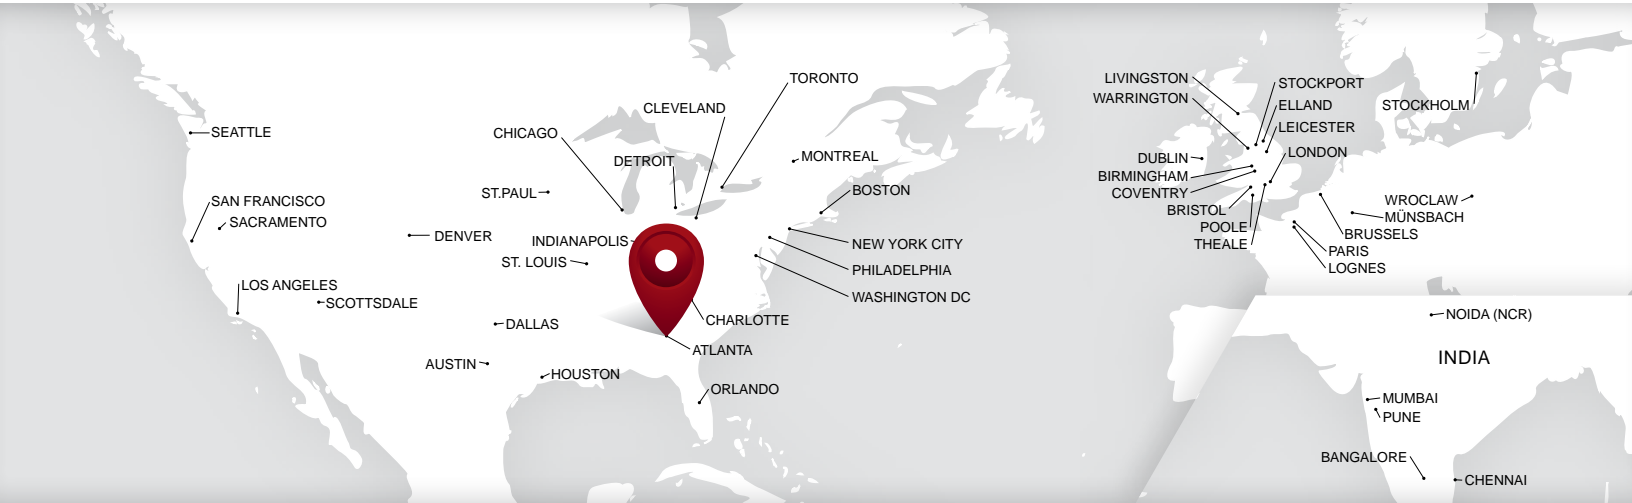 TORONTO
CLEVELAND
CHICAGO
SEATTLE
DETROIT
MONTREAL
ST.PAUL
BOSTON
SAN FRANCISCO
SACRAMENTO
DENVER
INDIANAPOLIS
NEW YORK CITY
ST. LOUIS
PHILADELPHIA
LOS ANGELES
SCOTTSDALE
WASHINGTON DC
DALLAS
CHARLOTTE
ATLANTA
AUSTIN
HOUSTON
ORLANDO
LIVINGSTON
STOCKPORT
WARRINGTON
ELLAND
STOCKHOLM
LEICESTER
LONDON
DUBLIN
BIRMINGHAM
COVENTRY
WROCLAW
BRISTOL
MÜNSBACH
POOLE
BRUSSELS
THEALE
PARIS
LOGNES
NOIDA (NCR)
INDIA
MUMBAI
PUNE
BANGALORE
CHENNAI